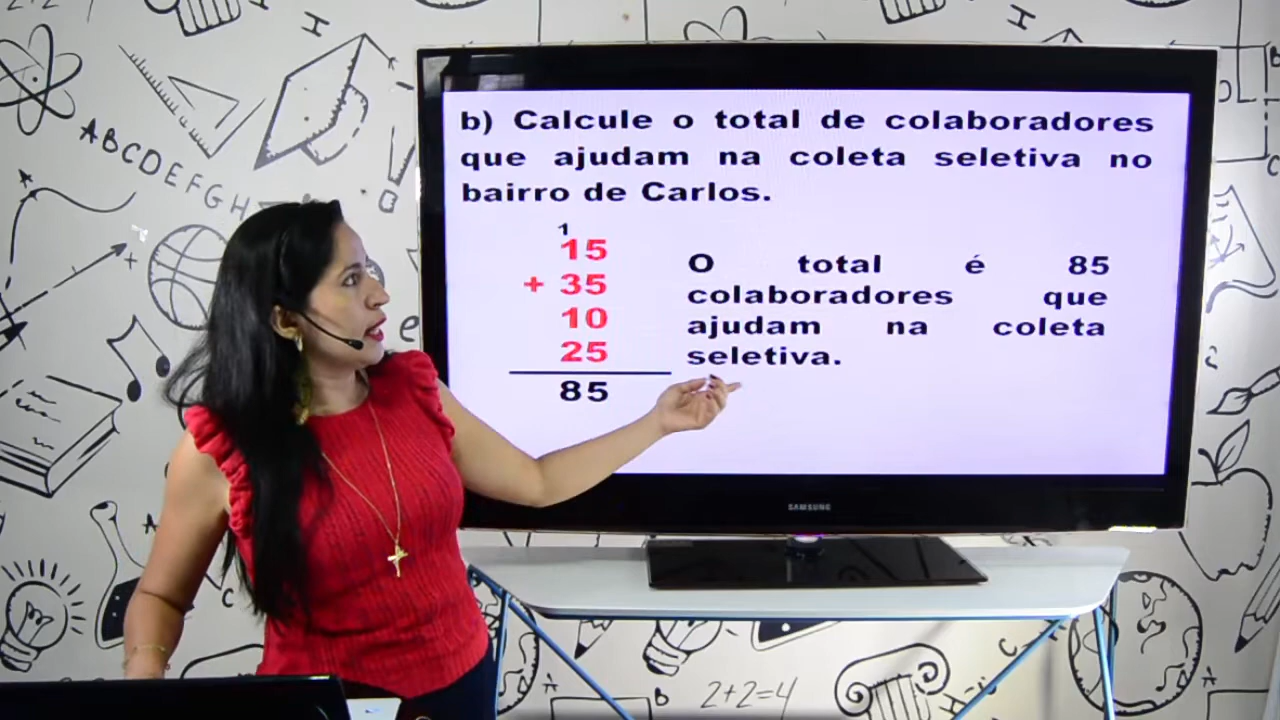 b) Calcule o total de colaboradores
que ajudam na coleta seletiva no
bairro de Carlos.
1
15
+ 35
10
25
85
O total é 85
colaboradores que
ajudam na coleta
seletiva.
SAMSUNG
ABCDEFGH
2+2=4